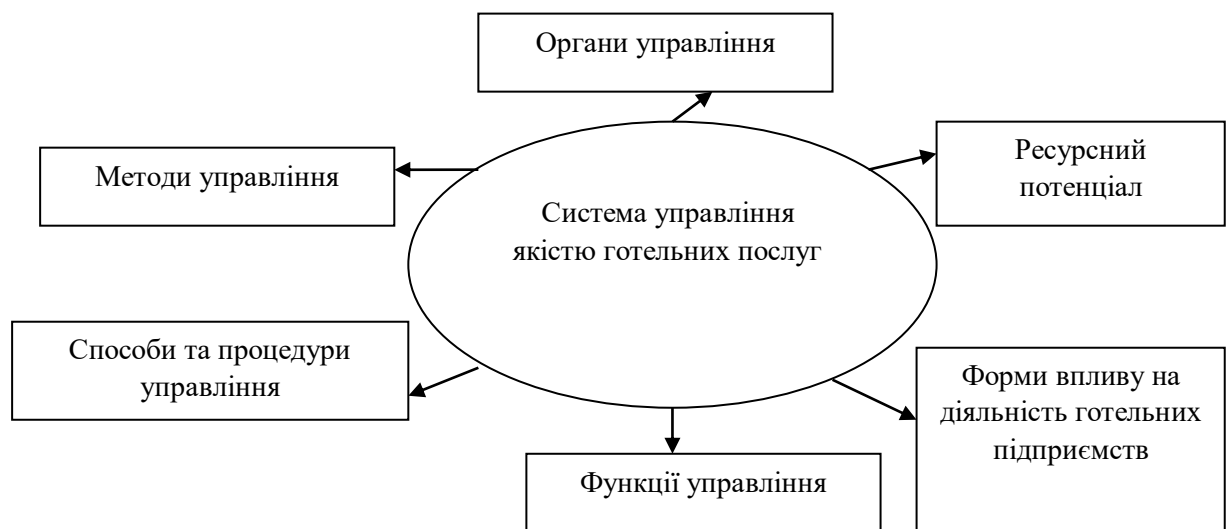 Органи управління
Методи управління
Ресурсний
потенціал
Система управління
якістю готельних послуг
Способи та процедури
управління
Форми впливу на
діяльність готельних
підприємств
Функції управління